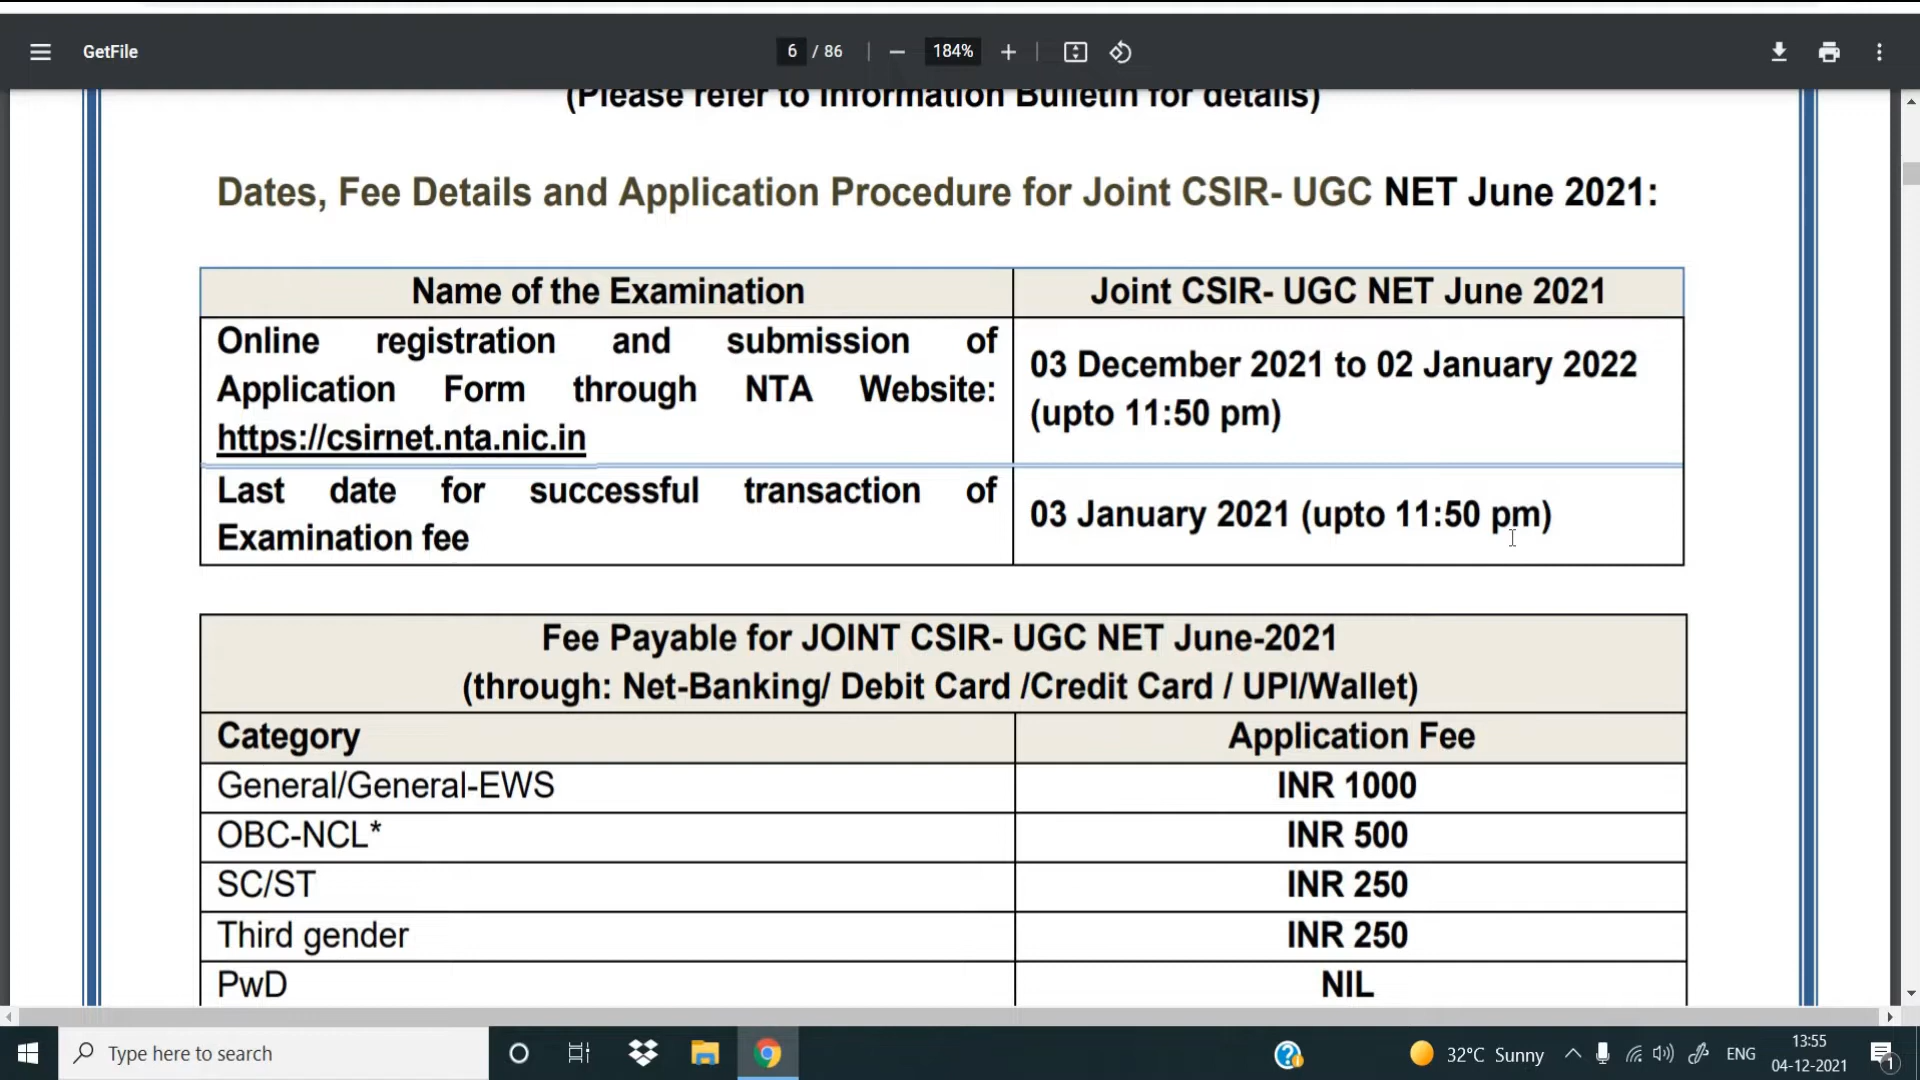 GetFile
6 / 86
184%
(Please refer to Information Bulletin for details)
Dates, Fee Details and Application Procedure for Joint CSIR- UGC NET June 2021:
Name of the Examination
Joint CSIR- UGC NET June 2021
Online registration and submission of
Application Form through NTA Website:
https://csirnet.nta.nic.in
03 December 2021 to 02 January 2022
(upto 11:50 pm)
Last date for successful transaction of
Examination fee
03 January 2021 (upto 11:50 pm)
Fee Payable for JOINT CSIR- UGC NET June-2021
(through: Net-Banking/ Debit Card /Credit Card / UPI/Wallet)
Category
Application Fee
General/General-EWS
INR 1000
OBC-NCL*
INR 500
SC/ST
INR 250
Third gender
INR 250
PwD
NIL
Type here to search
32°C Sunny
ENG
13:55
04-12-2021
1